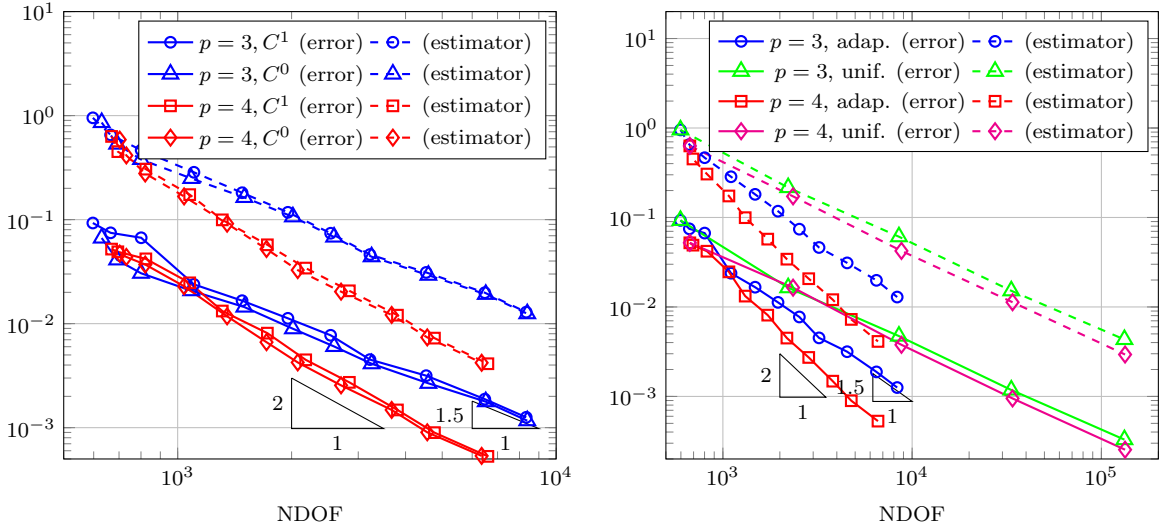 10^1
10^0
10^{-1}
10^{-2}
10^{-3}
p = 3, C^1 (error) (estimator)
p = 3, C^0 (error) (estimator)
p = 4, C^1 (error) (estimator)
p = 4, C^0 (error) (estimator)
2
1
1.5
1
10^3
10^4
NDOF
10^1
10^0
10^{-1}
10^{-2}
10^{-3}
p = 3, adap. (error) (estimator)
p = 3, unif. (error) (estimator)
p = 4, adap. (error) (estimator)
p = 4, unif. (error) (estimator)
2
1
1.5
1
10^3
10^4
10^5
NDOF